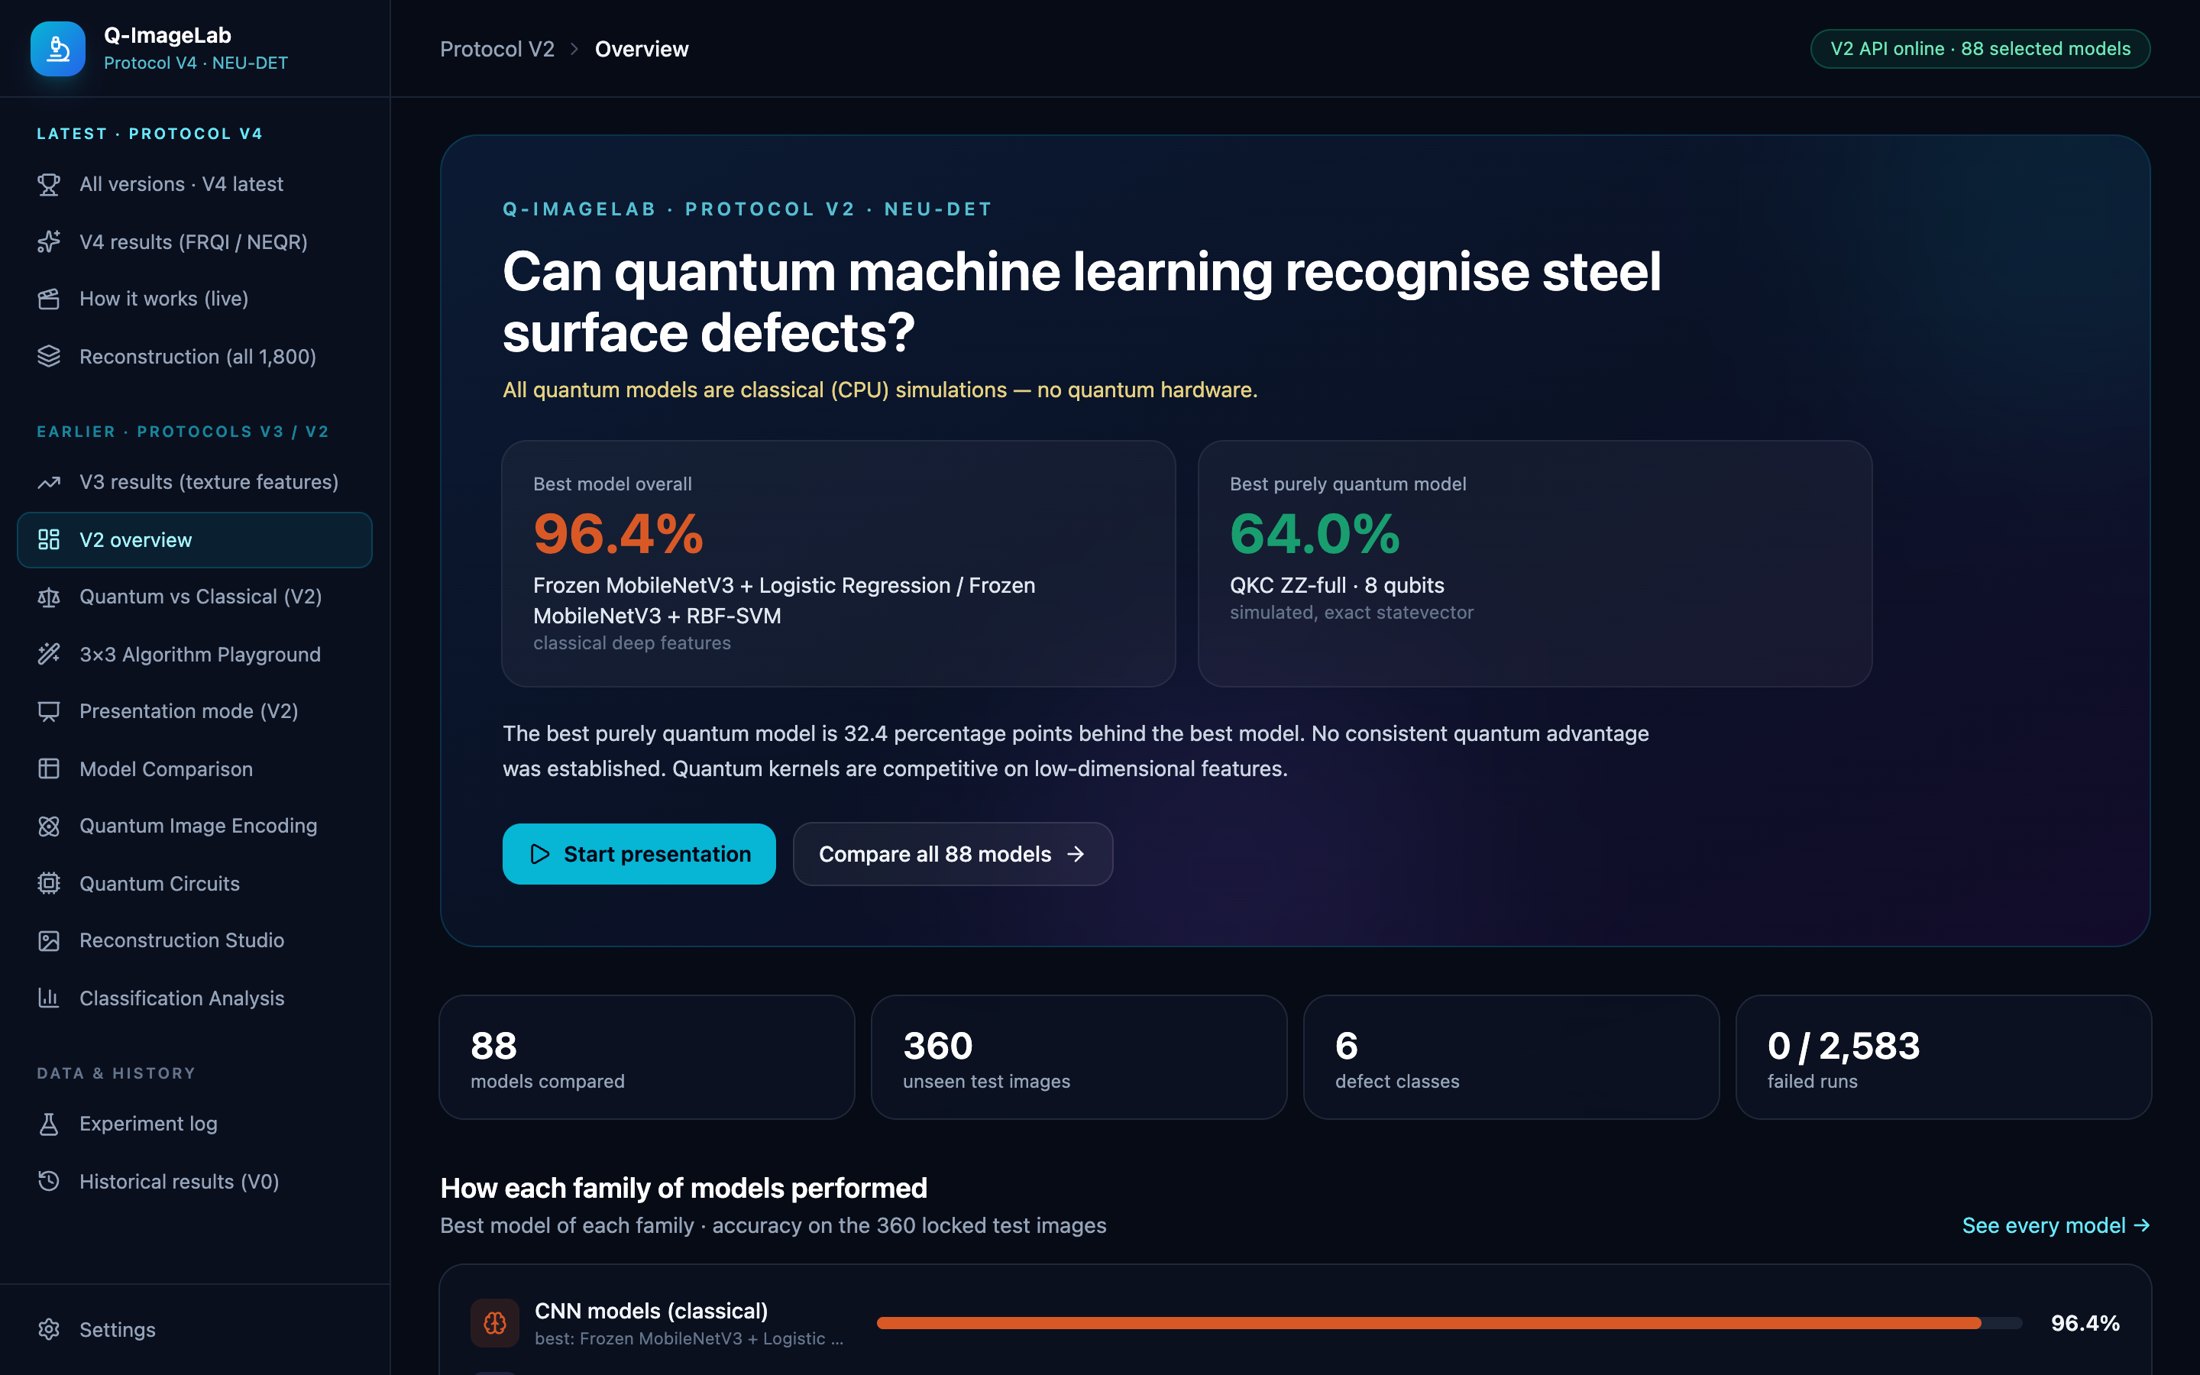 Q-ImageLab
Protocol V4 · NEU-DET
LATEST · PROTOCOL V4
All versions · V4 latest
V4 results (FRQI / NEQR)
How it works (live)
Reconstruction (all 1,800)
EARLIER · PROTOCOLS V3 / V2
V3 results (texture features)
V2 overview
Quantum vs Classical (V2)
3×3 Algorithm Playground
Presentation mode (V2)
Model Comparison
Quantum Image Encoding
Quantum Circuits
Reconstruction Studio
Classification Analysis
DATA & HISTORY
Experiment log
Historical results (V0)
Settings
Protocol V2 > Overview
V2 API online · 88 selected models
Q-IMAGELAB · PROTOCOL V2 · NEU-DET
Can quantum machine learning recognise steel
surface defects?
All quantum models are classical (CPU) simulations — no quantum hardware.
Best model overall
96.4%
Frozen MobileNetV3 + Logistic Regression / Frozen
MobileNetV3 + RBF-SVM
classical deep features
Best purely quantum model
64.0%
QKC ZZ-full · 8 qubits
simulated, exact statevector
The best purely quantum model is 32.4 percentage points behind the best model. No consistent quantum advantage
was established. Quantum kernels are competitive on low-dimensional features.
Start presentation
Compare all 88 models →
88
models compared
360
unseen test images
6
defect classes
0 / 2,583
failed runs
How each family of models performed
Best model of each family · accuracy on the 360 locked test images
See every model →
CNN models (classical)
best: Frozen MobileNetV3 + Logistic ...
96.4%